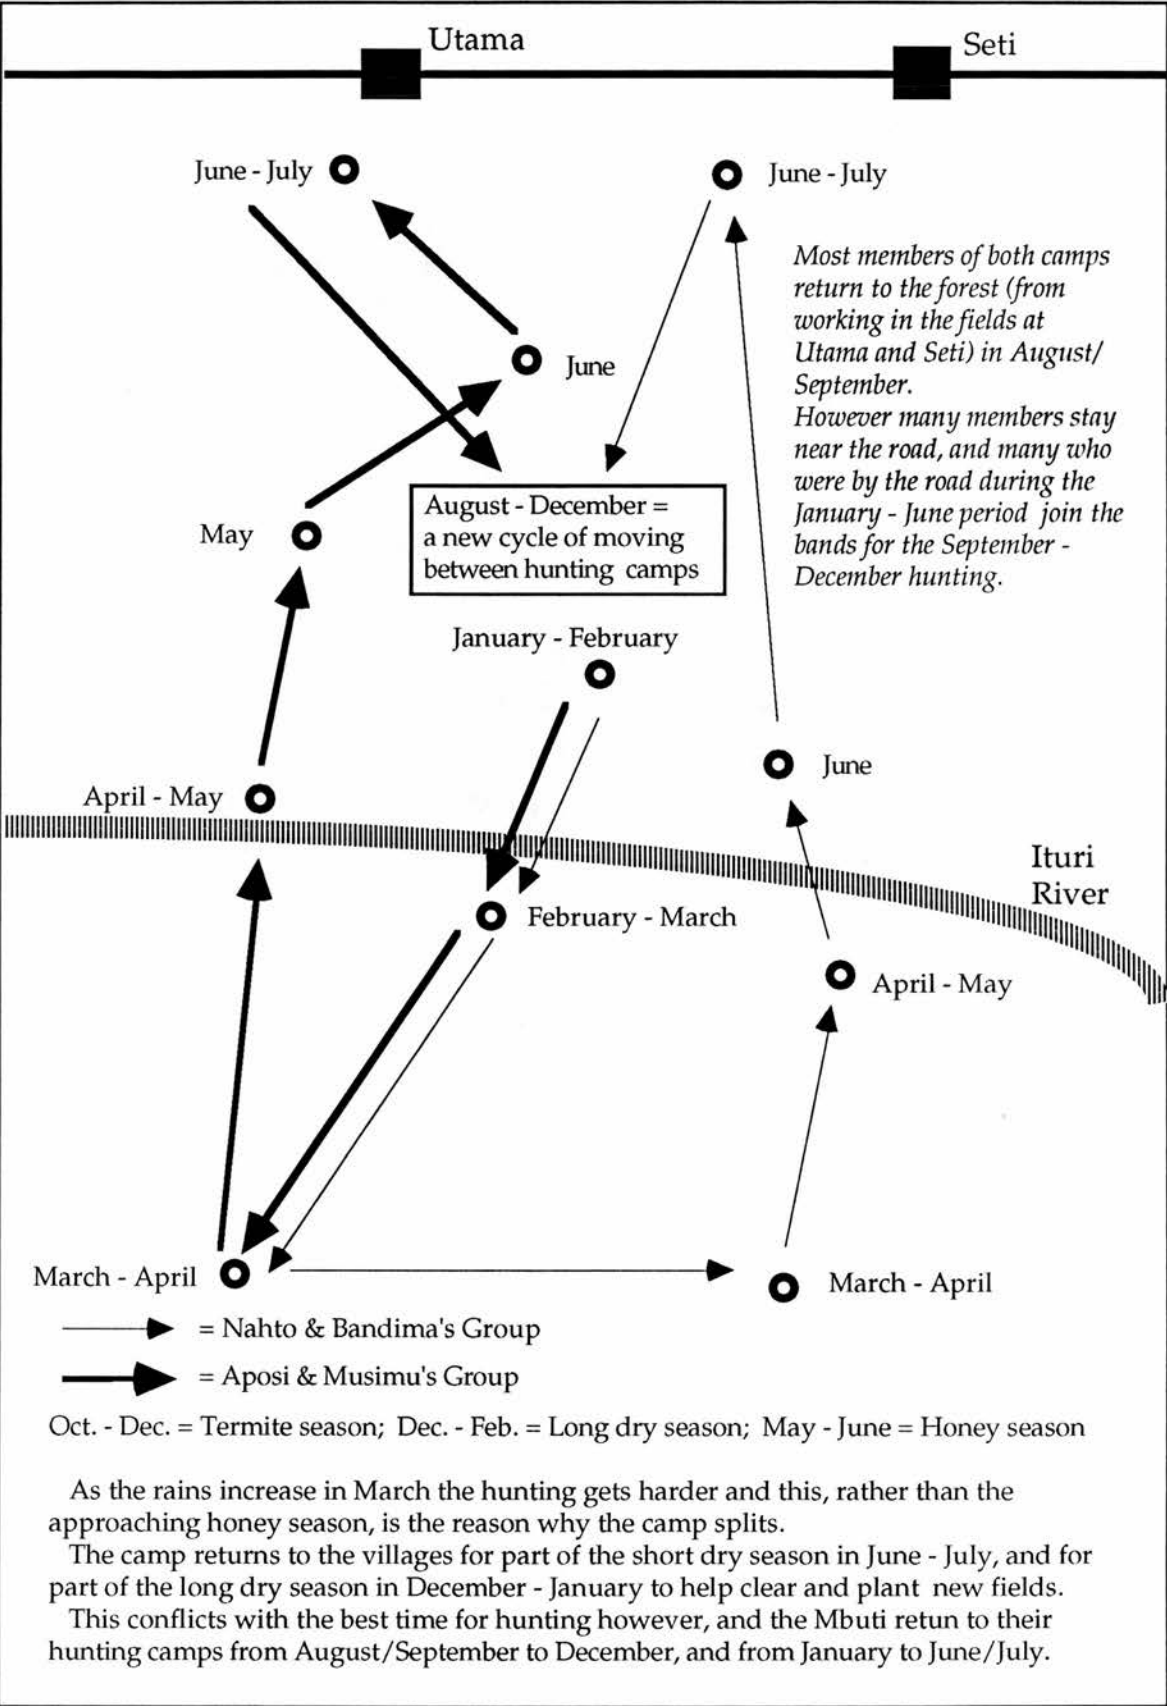 Utama
Seti
June - July
June - July
Most members of both camps
return to the forest (from
working in the fields at
Utama and Seti) in August/
September.
However many members stay
near the road, and many who
were by the road during the
January - June period join the
bands for the September -
December hunting.
June
May
August - December =
a new cycle of moving
between hunting camps
January - February
June
April - May
Ituri
River
February - March
April - May
March - April
March - April
= Nahto & Bandima's Group
= Aposi & Musimu's Group
Oct. - Dec. = Termite season; Dec. - Feb. = Long dry season; May - June = Honey season
As the rains increase in March the hunting gets harder and this, rather than the
approaching honey season, is the reason why the camp splits.
The camp returns to the villages for part of the short dry season in June - July, and for
part of the long dry season in December - January to help clear and plant new fields.
This conflicts with the best time for hunting however, and the Mbuti retun to their
hunting camps from August/September to December, and from January to June/July.